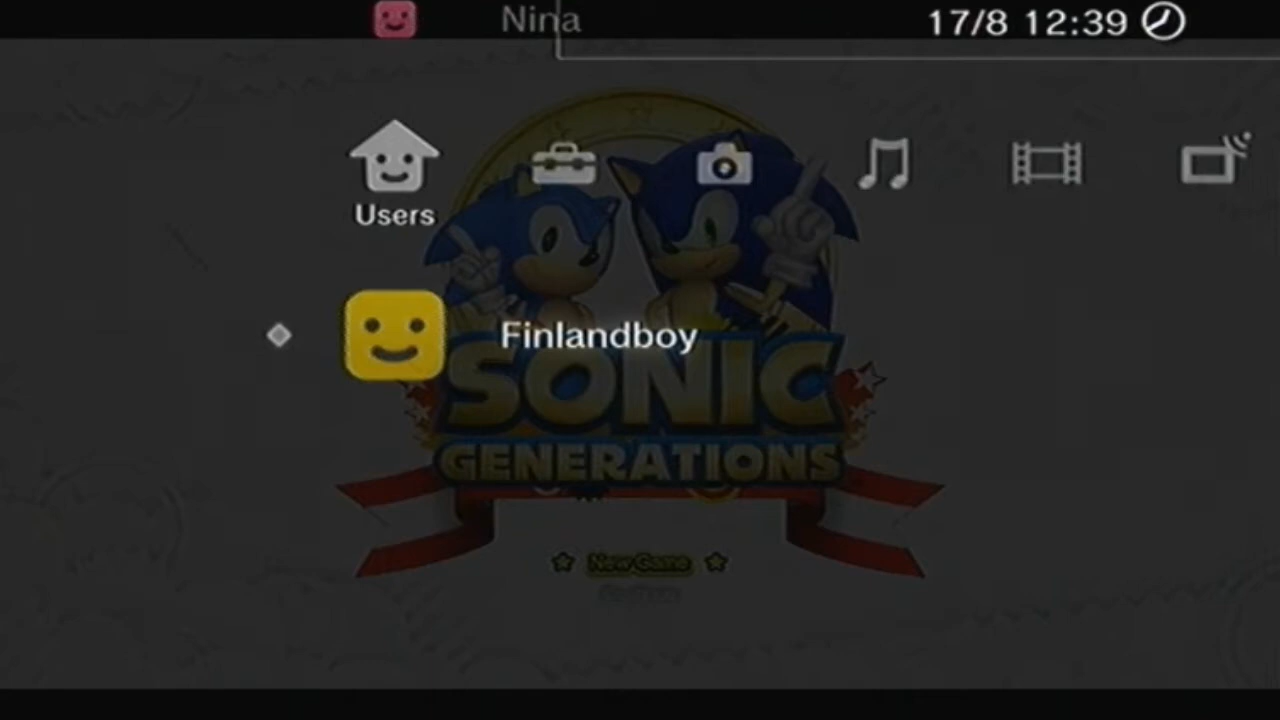 Nina
17/8 12:39
Users
Finlandboy
SONIC
GENERATIONS
New Game